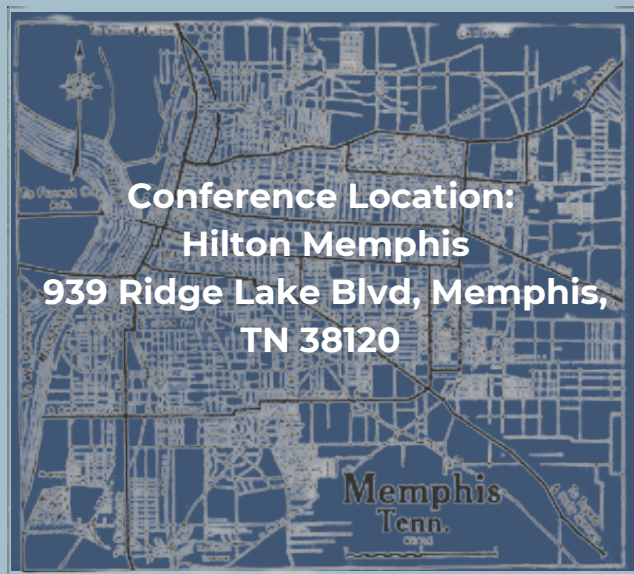 Conference Location:
Hilton Memphis
939 Ridge Lake Blvd, Memphis,
TN 38120
Memphis
Tenn.